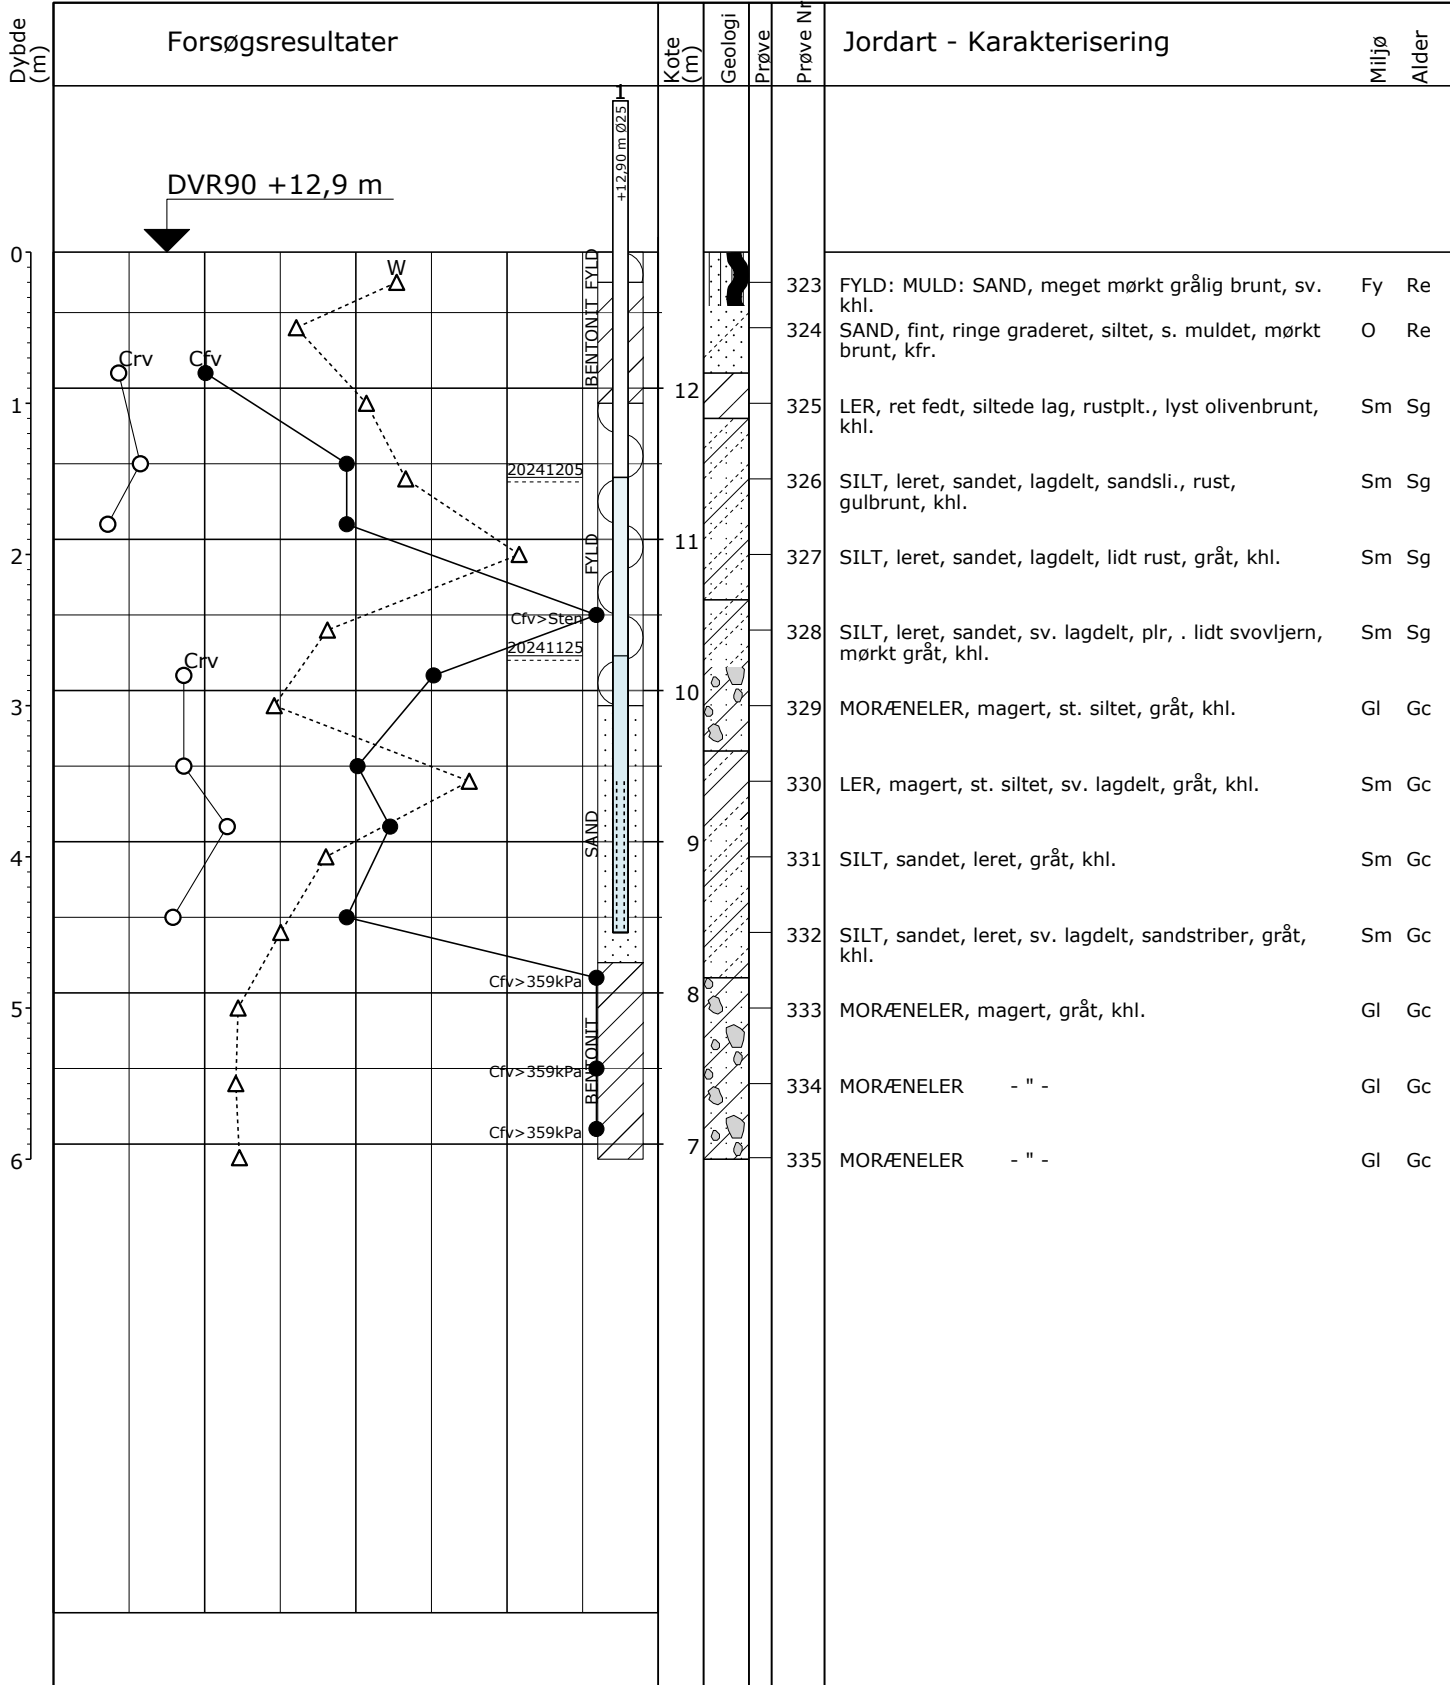 Dybde (m)
Forsøgsresultater
Kote (m)
Geologi
Prøve
Prøve Nr
Jordart - Karakterisering
Miljø
Alder
1
+12,90 m Ø25
DVR90 +12,9 m
0
1
2
3
4
5
6
W
Crv
Cfv
Crv
20241205
Cfv>Sten
20241125
Cfv>359kPa
Cfv>359kPa
Cfv>359kPa
FYLD
BENTONIT
FYLD
SAND
BENTONIT
12
11
10
9
8
7
323 FYLD: MULD: SAND, meget mørkt grålig brunt, sv. Fy Re
khl.
324 SAND, fint, ringe graderet, siltet, s. muldet, mørkt O Re
brunt, kfr.
325 LER, ret fedt, siltede lag, rustplt., lyst olivenbrunt, Sm Sg
khl.
326 SILT, leret, sandet, lagdelt, sandsli., rust, Sm Sg
gulbrunt, khl.
327 SILT, leret, sandet, lagdelt, lidt rust, gråt, khl. Sm Sg
328 SILT, leret, sandet, sv. lagdelt, plr, . lidt svovljern, Sm Sg
mørkt gråt, khl.
329 MORÆNELER, magert, st. siltet, gråt, khl. Gl Gc
330 LER, magert, st. siltet, sv. lagdelt, gråt, khl. Sm Gc
331 SILT, sandet, leret, gråt, khl. Sm Gc
332 SILT, sandet, leret, sv. lagdelt, sandstriber, gråt, Sm Gc
khl.
333 MORÆNELER, magert, gråt, khl. Gl Gc
334 MORÆNELER - " - Gl Gc
335 MORÆNELER - " - Gl Gc